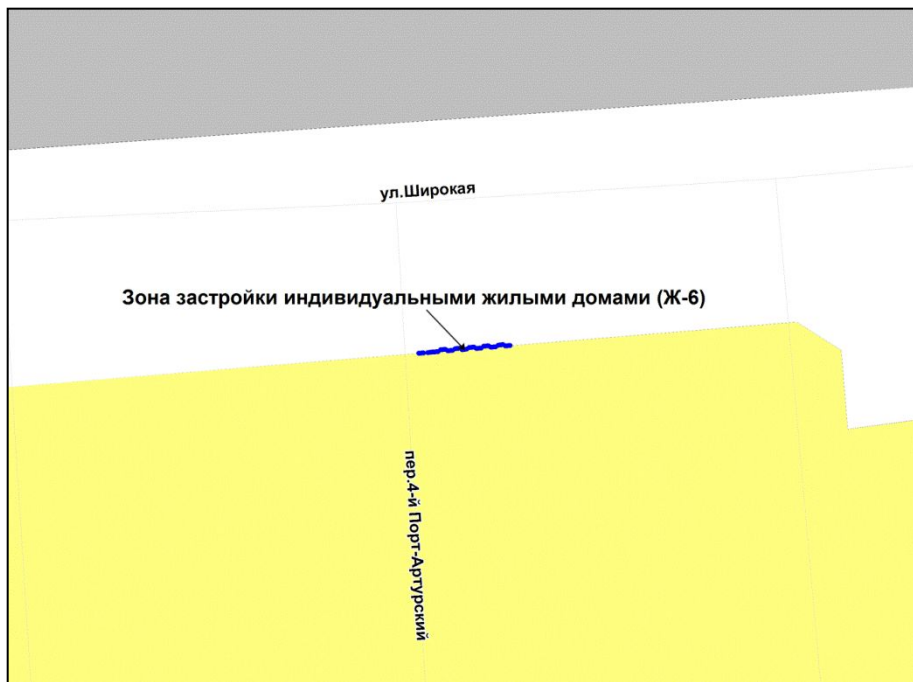 ул.Широкая
Зона застройки индивидуальными жилыми домами (Ж-6)
пер.4-й Порт-Артурский